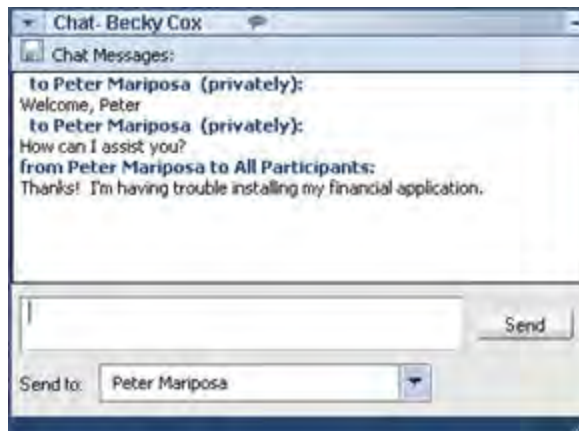 Chat- Becky Cox
Chat Messages:
to Peter Mariposa (privately):
Welcome, Peter
to Peter Mariposa (privately):
How can I assist you?
from Peter Mariposa to All Participants:
Thanks! I'm having trouble installing my financial application.
Send
Send to: Peter Mariposa